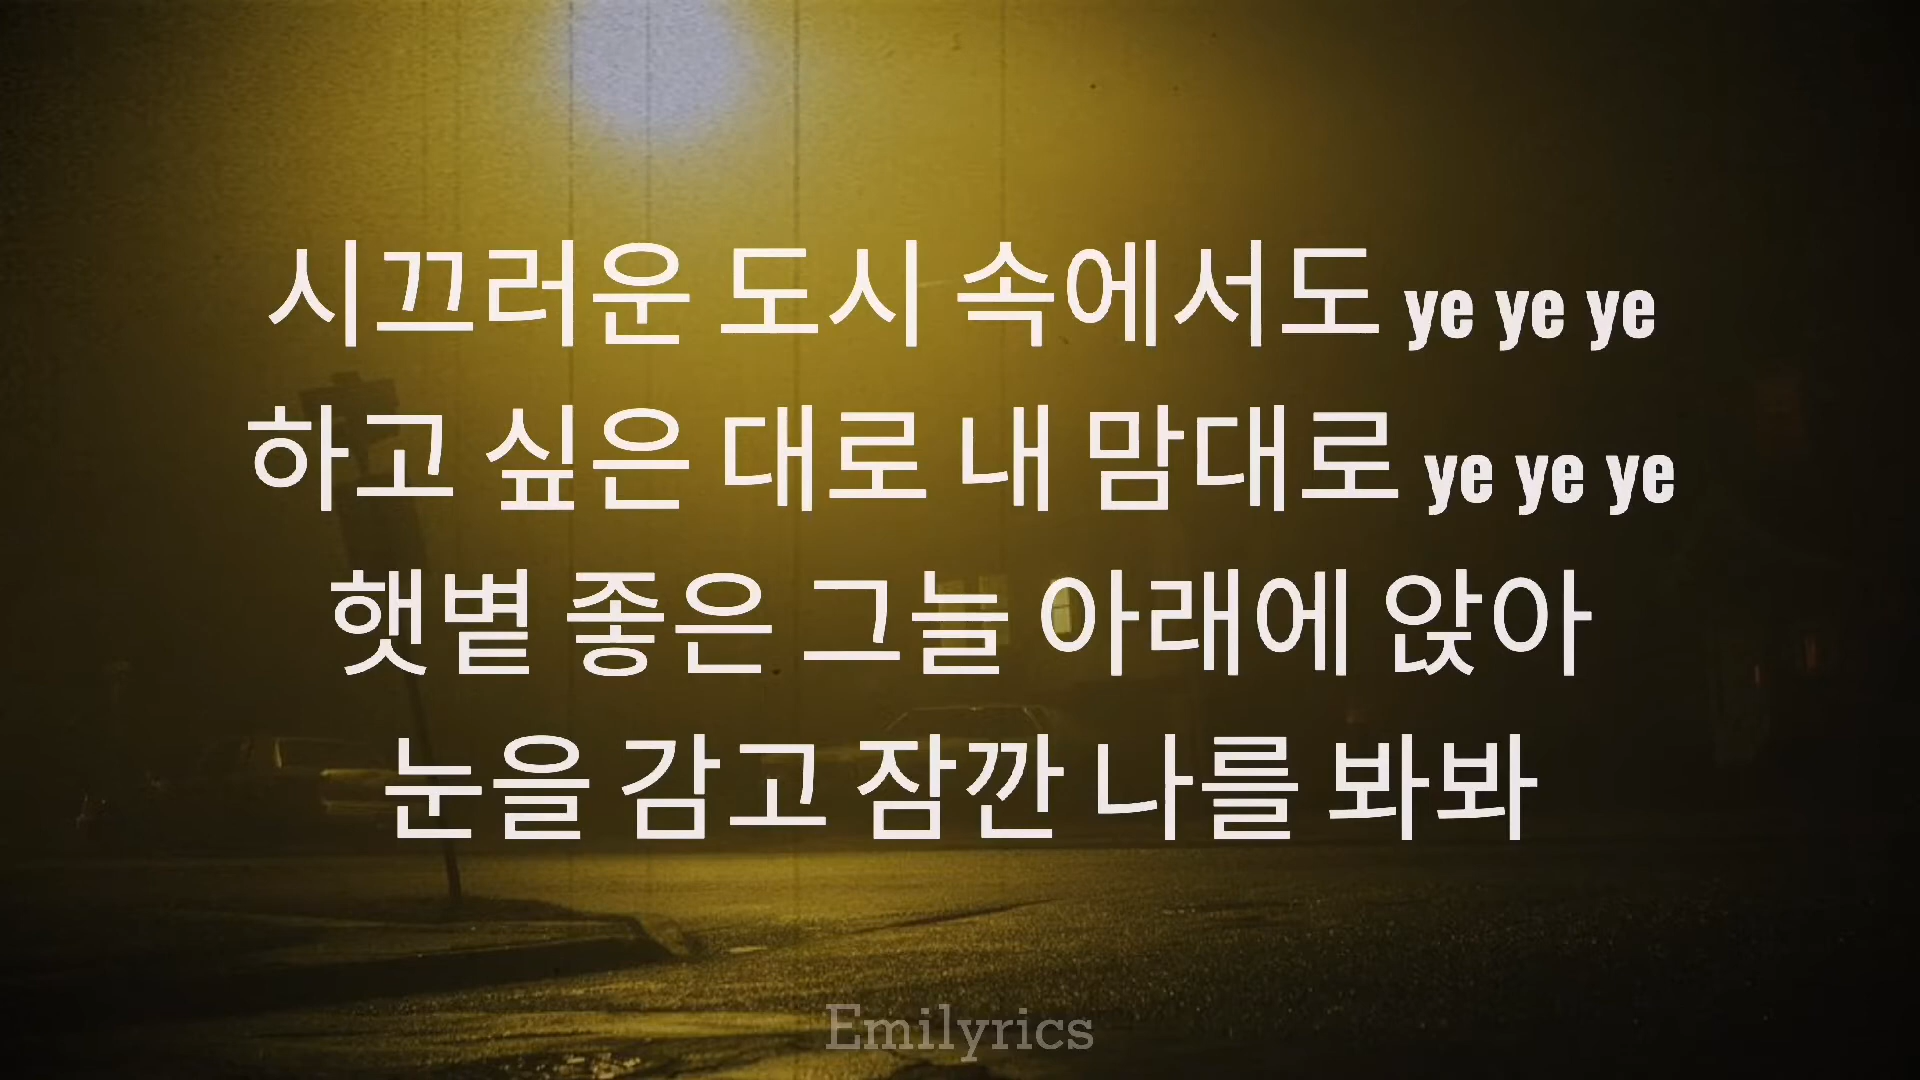 시끄러운 도시 속에서도 ye ye ye
하고 싶은 대로 내 맘대로 ye ye ye
햇볕 좋은 그늘 아래에 앉아
눈을 감고 잠깐 나를 봐봐
Emilyrics